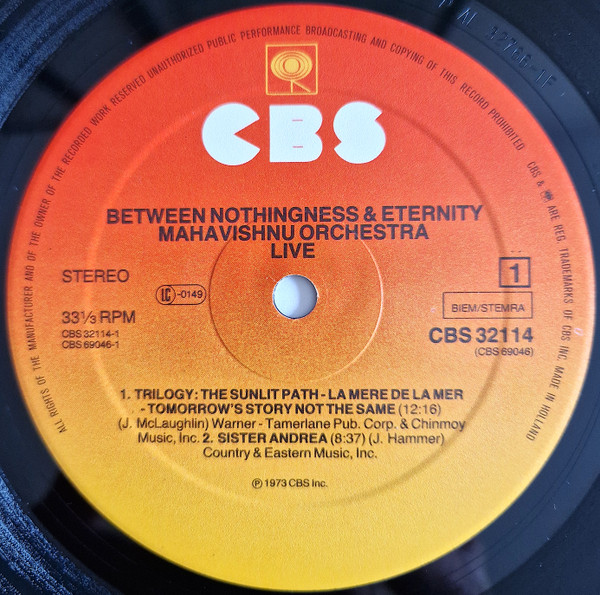 ALL RIGHTS OF THE MANUFACTURER AND OF THE OWNER OF THE RECORDED WORK RESERVED UNAUTHORIZED PUBLIC PERFORMANCE BROADCASTING AND COPYING OF THIS RECORD PROHIBITED CBS & ARE REG. TRADEMARKS OF CBS INC. MADE IN HOLLAND
CBS
BETWEEN NOTHINGNESS & ETERNITY
MAHAVISHNU ORCHESTRA
LIVE
STEREO
LC-0149
1
33⅓ RPM
BIEM/STEMRA
CBS 32114-1
CBS 69046-1
CBS 32114
(CBS 69046)
1. TRILOGY: THE SUNLIT PATH - LA MERE DE LA MER
- TOMORROW'S STORY NOT THE SAME (12:16)
(J. McLaughlin) Warner - Tamerlane Pub. Corp. & Chinmoy
Music, Inc. 2. SISTER ANDREA (8:37) (J. Hammer)
Country & Eastern Music, Inc.
℗ 1973 CBS Inc.